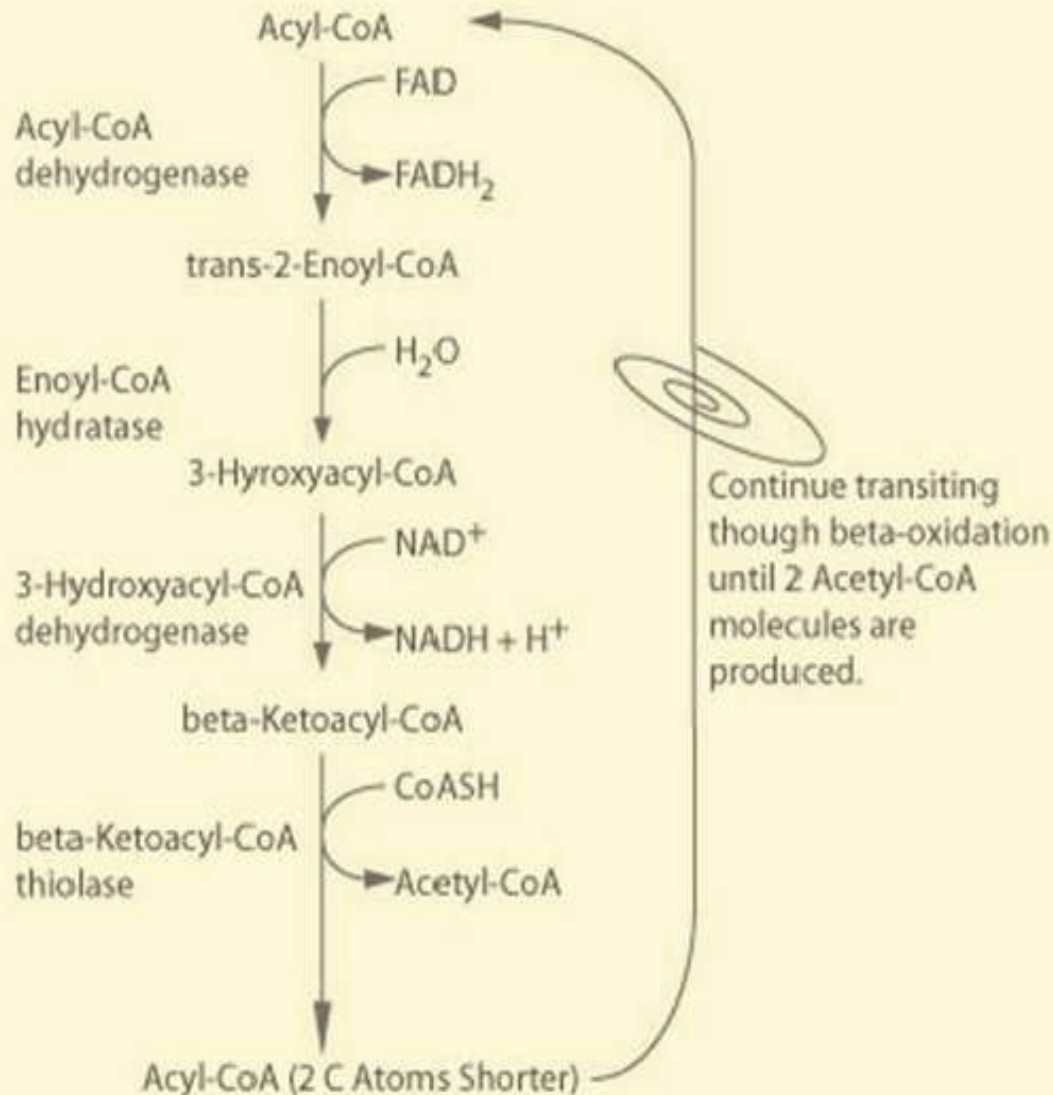 Acyl-CoA
FAD
Acyl-CoA
dehydrogenase
FADH2
trans-2-Enoyl-CoA
H2O
Enoyl-CoA
hydratase
3-Hyroxyacyl-CoA
NAD+
3-Hydroxyacyl-CoA
dehydrogenase
NADH + H+
beta-Ketoacyl-CoA
CoASH
beta-Ketoacyl-CoA
thiolase
Acetyl-CoA
Acyl-CoA (2 C Atoms Shorter)
Continue transiting
though beta-oxidation
until 2 Acetyl-CoA
molecules are
produced.